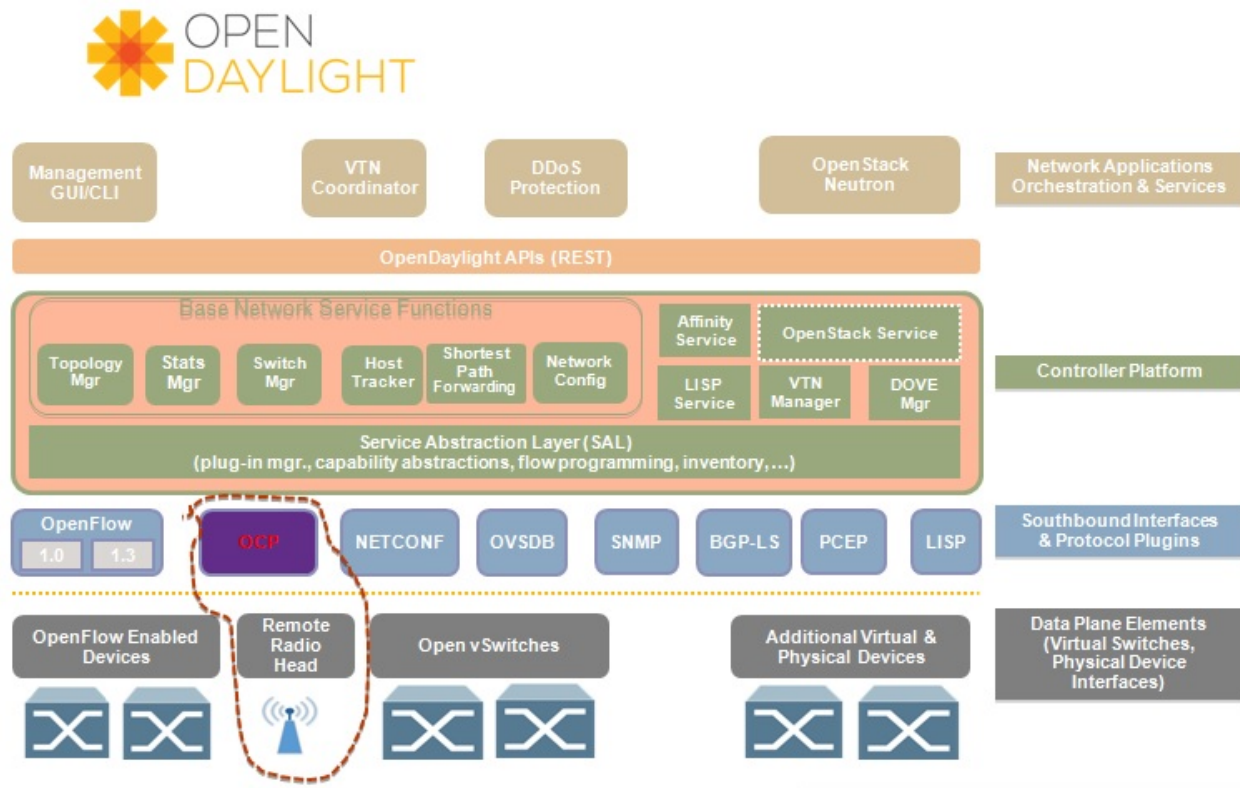 OPEN
DAYLIGHT
Management
GUI/CLI
VTN
Coordinator
DDoS
Protection
OpenStack
Neutron
Network Applications
Orchestration & Services
OpenDaylight APIs (REST)
Base Network Service Functions
Topology
Mgr
Stats
Mgr
Switch
Mgr
Host
Tracker
Shortest
Path
Forwarding
Network
Config
Affinity
Service
OpenStack Service
LISP
Service
VTN
Manager
DOVE
Mgr
Controller Platform
Service Abstraction Layer (SAL)
(plug-in mgr., capability abstractions, flow programming, inventory, ...)
OpenFlow
1.0
1.3
OCP
NETCONF
OVSDB
SNMP
BGP-LS
PCEP
LISP
Southbound Interfaces
& Protocol Plugins
OpenFlow Enabled
Devices
Remote
Radio
Head
Open vSwitches
Additional Virtual &
Physical Devices
Data Plane Elements
(Virtual Switches,
Physical Device
Interfaces)